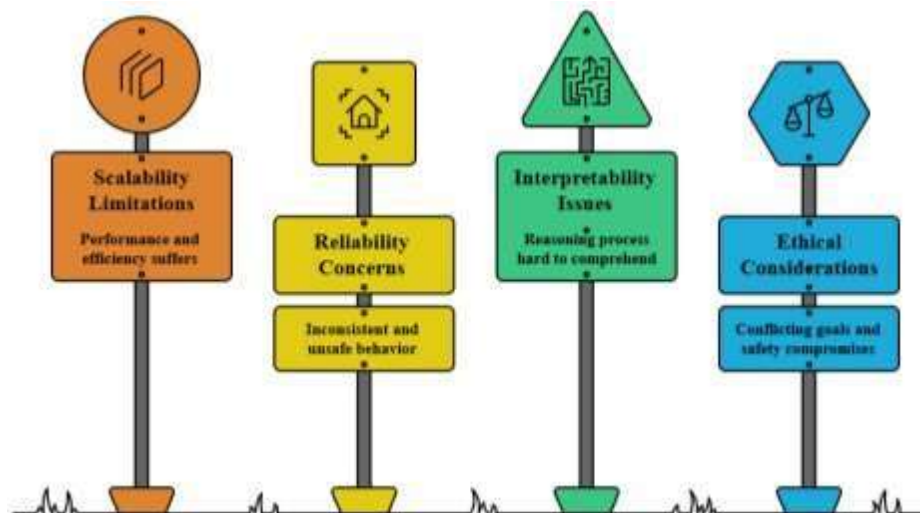 Scalability
Limitations
Performance and
efficiency suffers
Reliability
Concerns
Inconsistent and
unsafe behavior
Interpretability
Issues
Reasoning process
hard to comprehend
Ethical
Considerations
Conflicting goals and
safety compromises